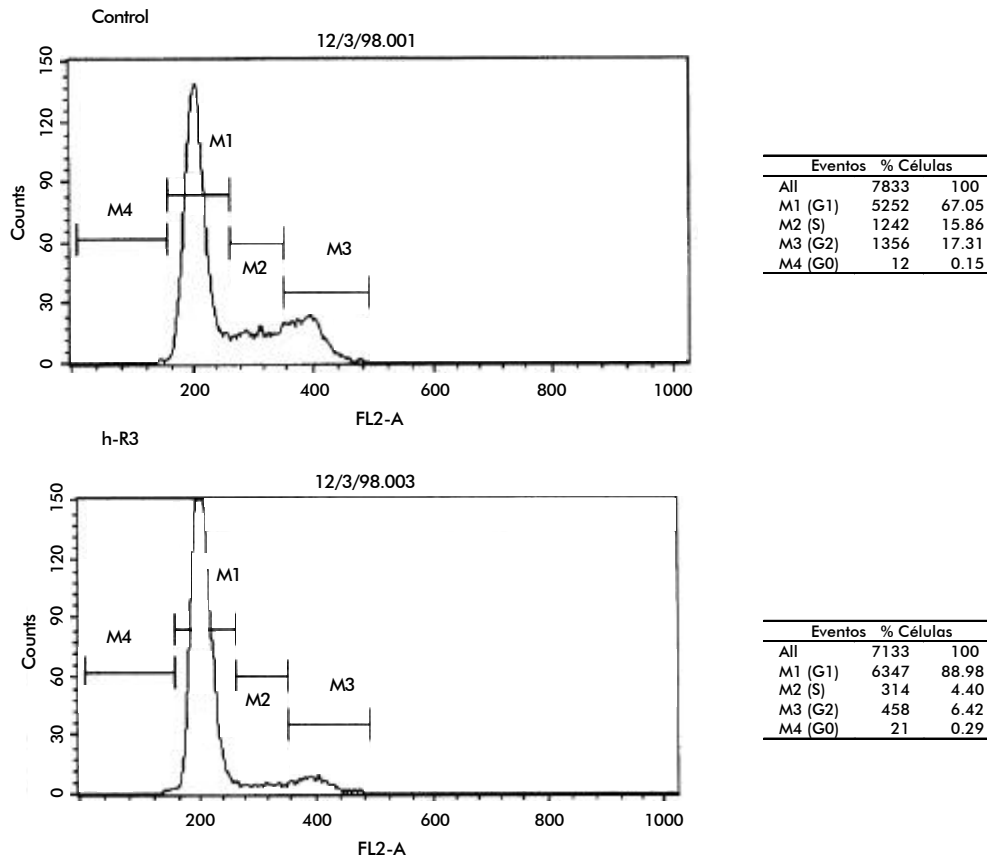 Control
12/3/98.001
150
120
90
60
30
0
Counts
M1
M4
M2
M3
200
400
600
800
1000
FL2-A
Eventos % Células
All 7833 100
M1 (G1) 5252 67.05
M2 (S) 1242 15.86
M3 (G2) 1356 17.31
M4 (G0) 12 0.15
h-R3
12/3/98.003
150
120
90
60
30
0
Counts
M1
M4
M2
M3
200
400
600
800
1000
FL2-A
Eventos % Células
All 7133 100
M1 (G1) 6347 88.98
M2 (S) 314 4.40
M3 (G2) 458 6.42
M4 (G0) 21 0.29